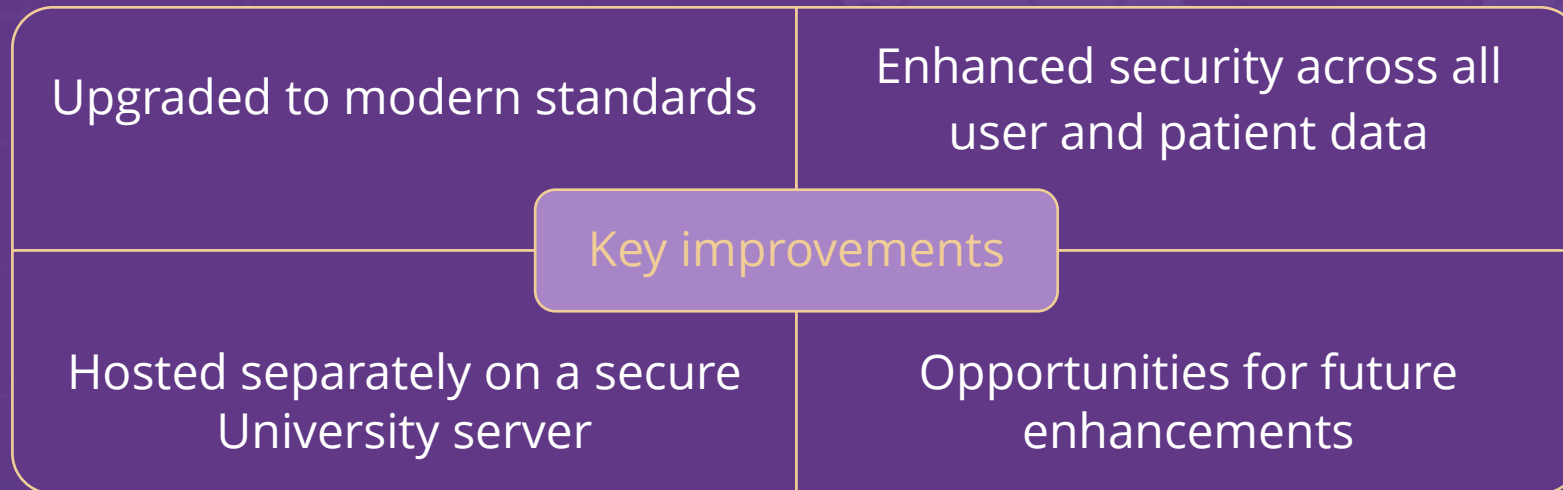 Upgraded to modern standards
Enhanced security across all
user and patient data
Key improvements
Hosted separately on a secure
University server
Opportunities for future
enhancements